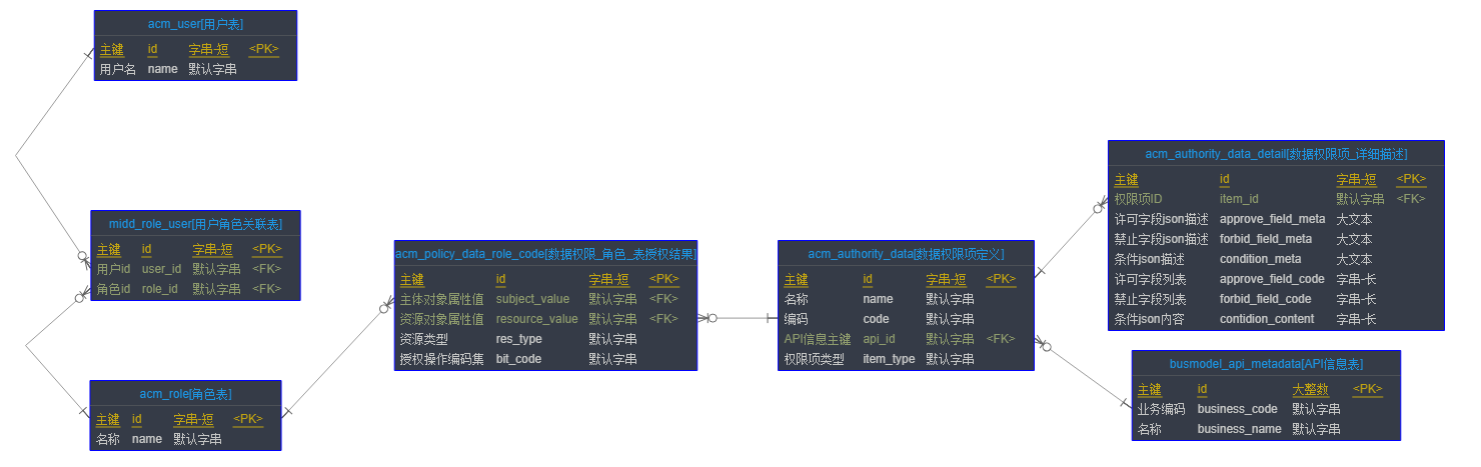 acm_user[用户表]
主键 id 字串-短 <PK>
用户名 name 默认字串
midd_role_user[用户角色关联表]
主键 id 字串-短 <PK>
用户id user_id 默认字串 <FK>
角色id role_id 默认字串 <FK>
acm_role[角色表]
主键 id 字串-短 <PK>
名称 name 默认字串
acm_policy_data_role_code[数据权限_角色_表授权结果]
主键 id 字串-短 <PK>
主体对象属性值 subject_value 默认字串 <FK>
资源对象属性值 resource_value 默认字串 <FK>
资源类型 res_type 默认字串
授权操作编码集 bit_code 默认字串
acm_authority_data[数据权限项定义]
主键 id 字串-短 <PK>
名称 name 默认字串
编码 code 默认字串
API信息主键 api_id 默认字串 <FK>
权限项类型 item_type 默认字串
acm_authority_data_detail[数据权限项_详细描述]
主键 id 字串-短 <PK>
权限项ID item_id 默认字串 <FK>
许可字段json描述 approve_field_meta 大文本
禁止字段json描述 forbid_field_meta 大文本
条件json描述 condition_meta 大文本
许可字段列表 approve_field_code 字串-长
禁止字段列表 forbid_field_code 字串-长
条件json内容 contidion_content 字串-长
busmodel_api_metadata[API信息表]
主键 id 大整数 <PK>
业务编码 business_code 默认字串
名称 business_name 默认字串